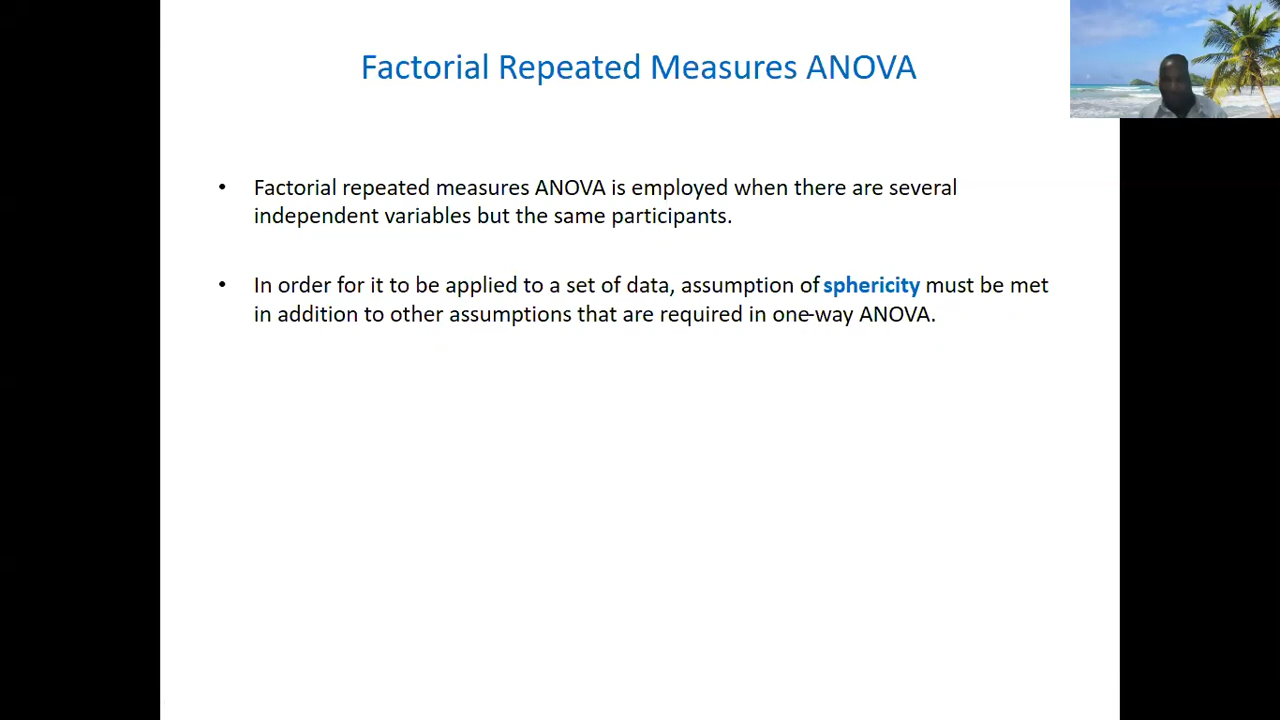 Factorial Repeated Measures ANOVA
• Factorial repeated measures ANOVA is employed when there are several
independent variables but the same participants.
• In order for it to be applied to a set of data, assumption of sphericity must be met
in addition to other assumptions that are required in one-way ANOVA.